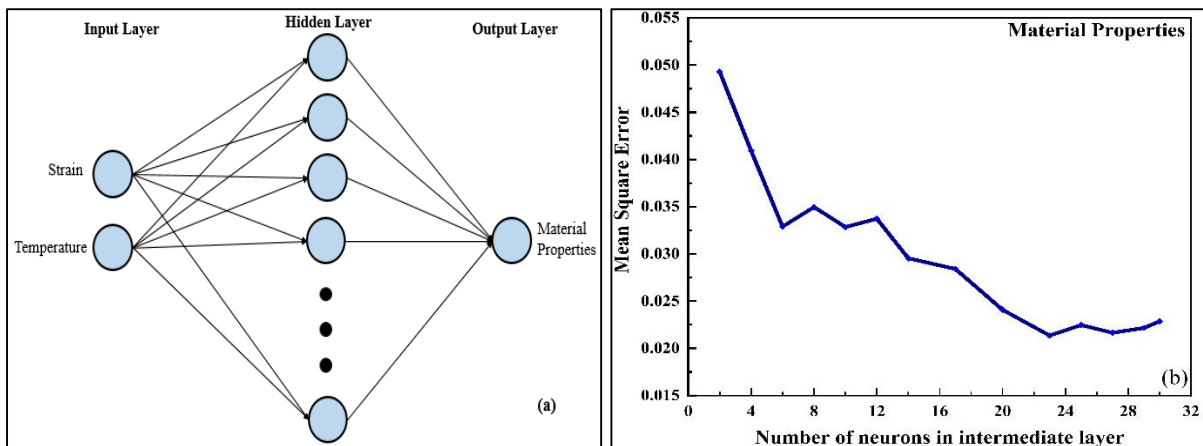 Input Layer
Hidden Layer
Output Layer
Strain
Temperature
Material
Properties
(a)
Material Properties
Mean Square Error
0.055
0.050
0.045
0.040
0.035
0.030
0.025
0.020
0.015
0 4 8 12 16 20 24 28 32
Number of neurons in intermediate layer
(b)